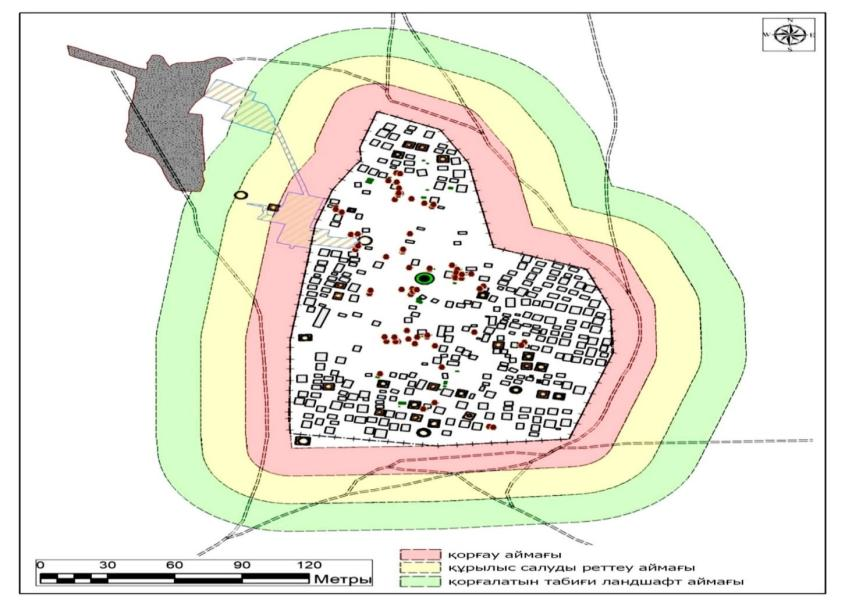 N
W E
S
0 30 60 90 120
Метры
қорғау аймағы
құрылыс салуды реттеу аймағы
қорғалатын табиғи ландшафт аймағы